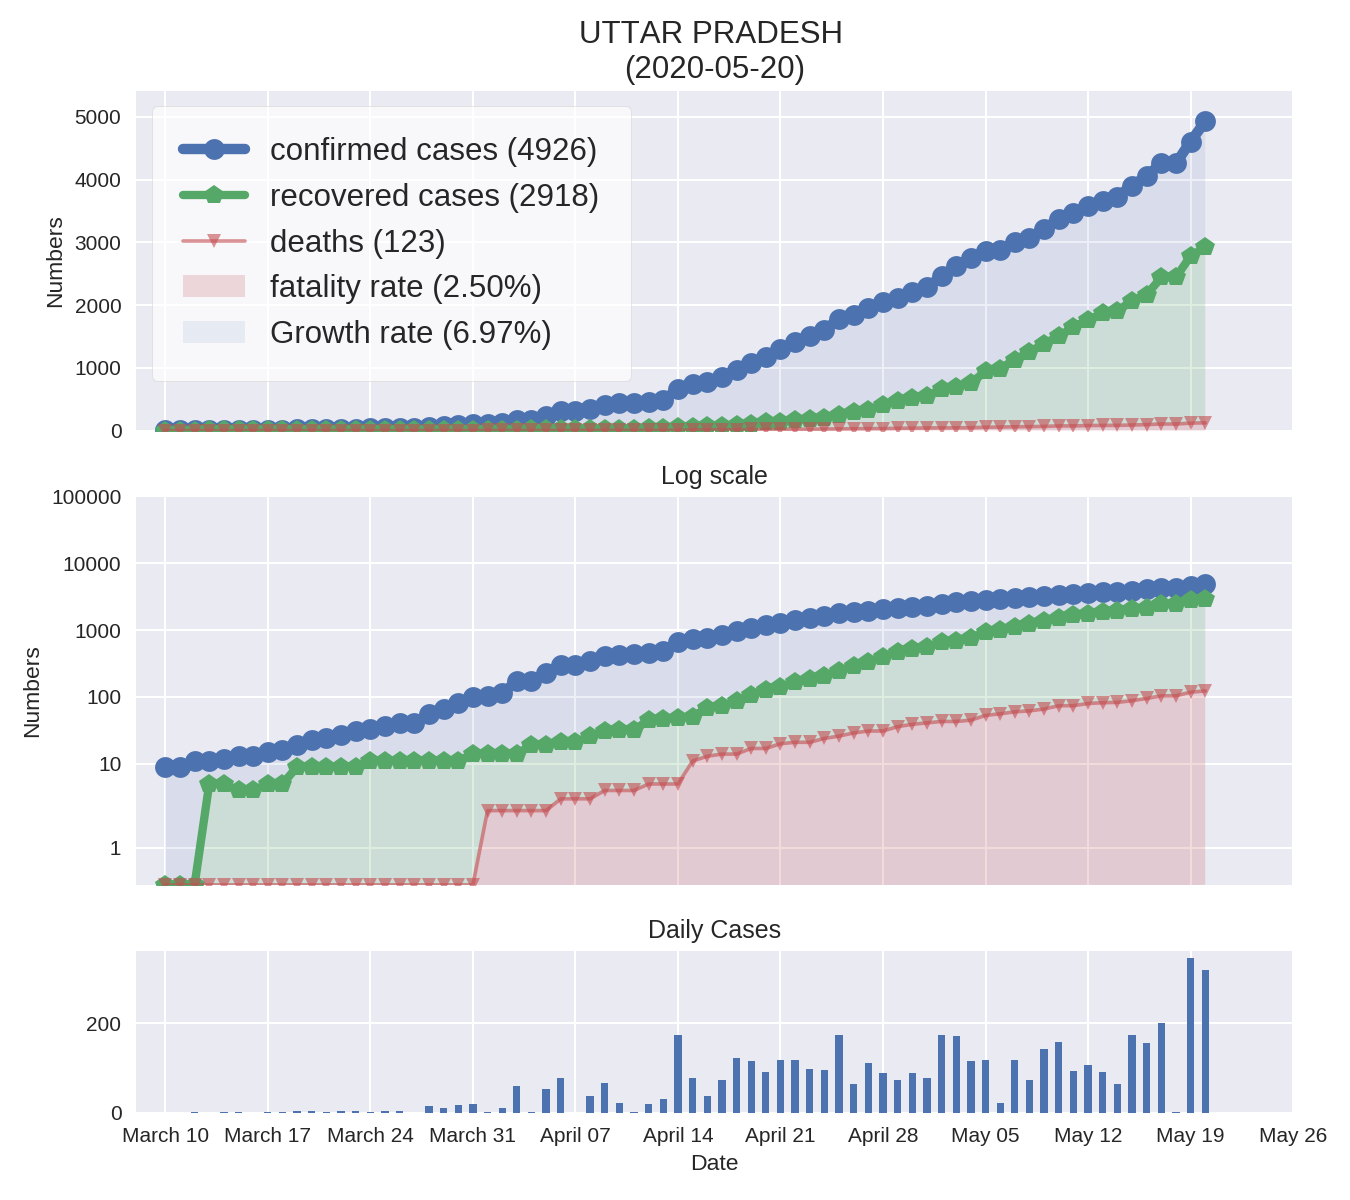 UTTAR PRADESH
(2020-05-20)
5000
4000
3000
2000
1000
0
Numbers
confirmed cases (4926)
recovered cases (2918)
deaths (123)
fatality rate (2.50%)
Growth rate (6.97%)
Log scale
100000
10000
1000
100
10
1
Numbers
Daily Cases
200
0
March 10 March 17 March 24 March 31 April 07 April 14 April 21 April 28 May 05 May 12 May 19 May 26
Date